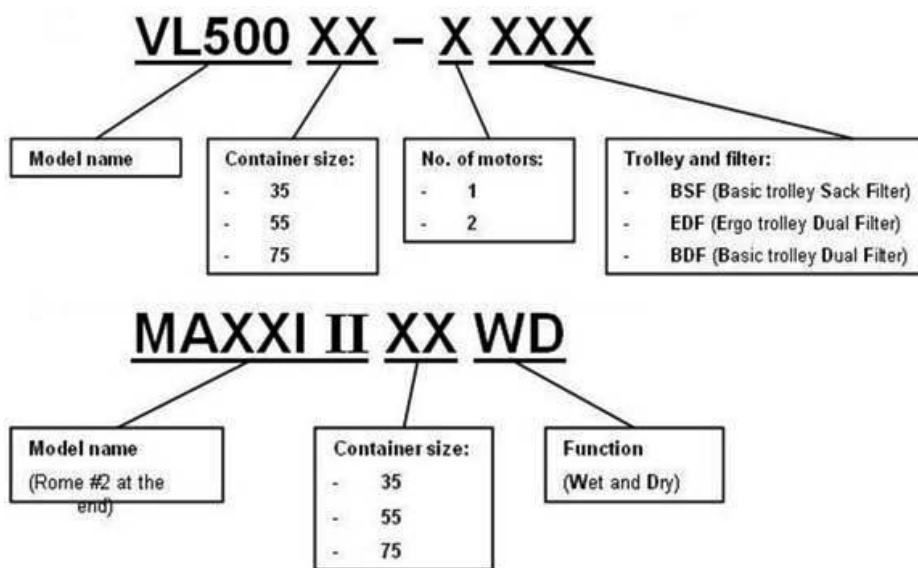 VL500 XX – X XXX
Model name
Container size:
- 35
- 55
- 75
No. of motors:
- 1
- 2
Trolley and filter:
- BSF (Basic trolley Sack Filter)
- EDF (Ergo trolley Dual Filter)
- BDF (Basic trolley Dual Filter)
MAXXI II XX WD
Model name
(Rome #2 at the
end)
Container size:
- 35
- 55
- 75
Function
(Wet and Dry)